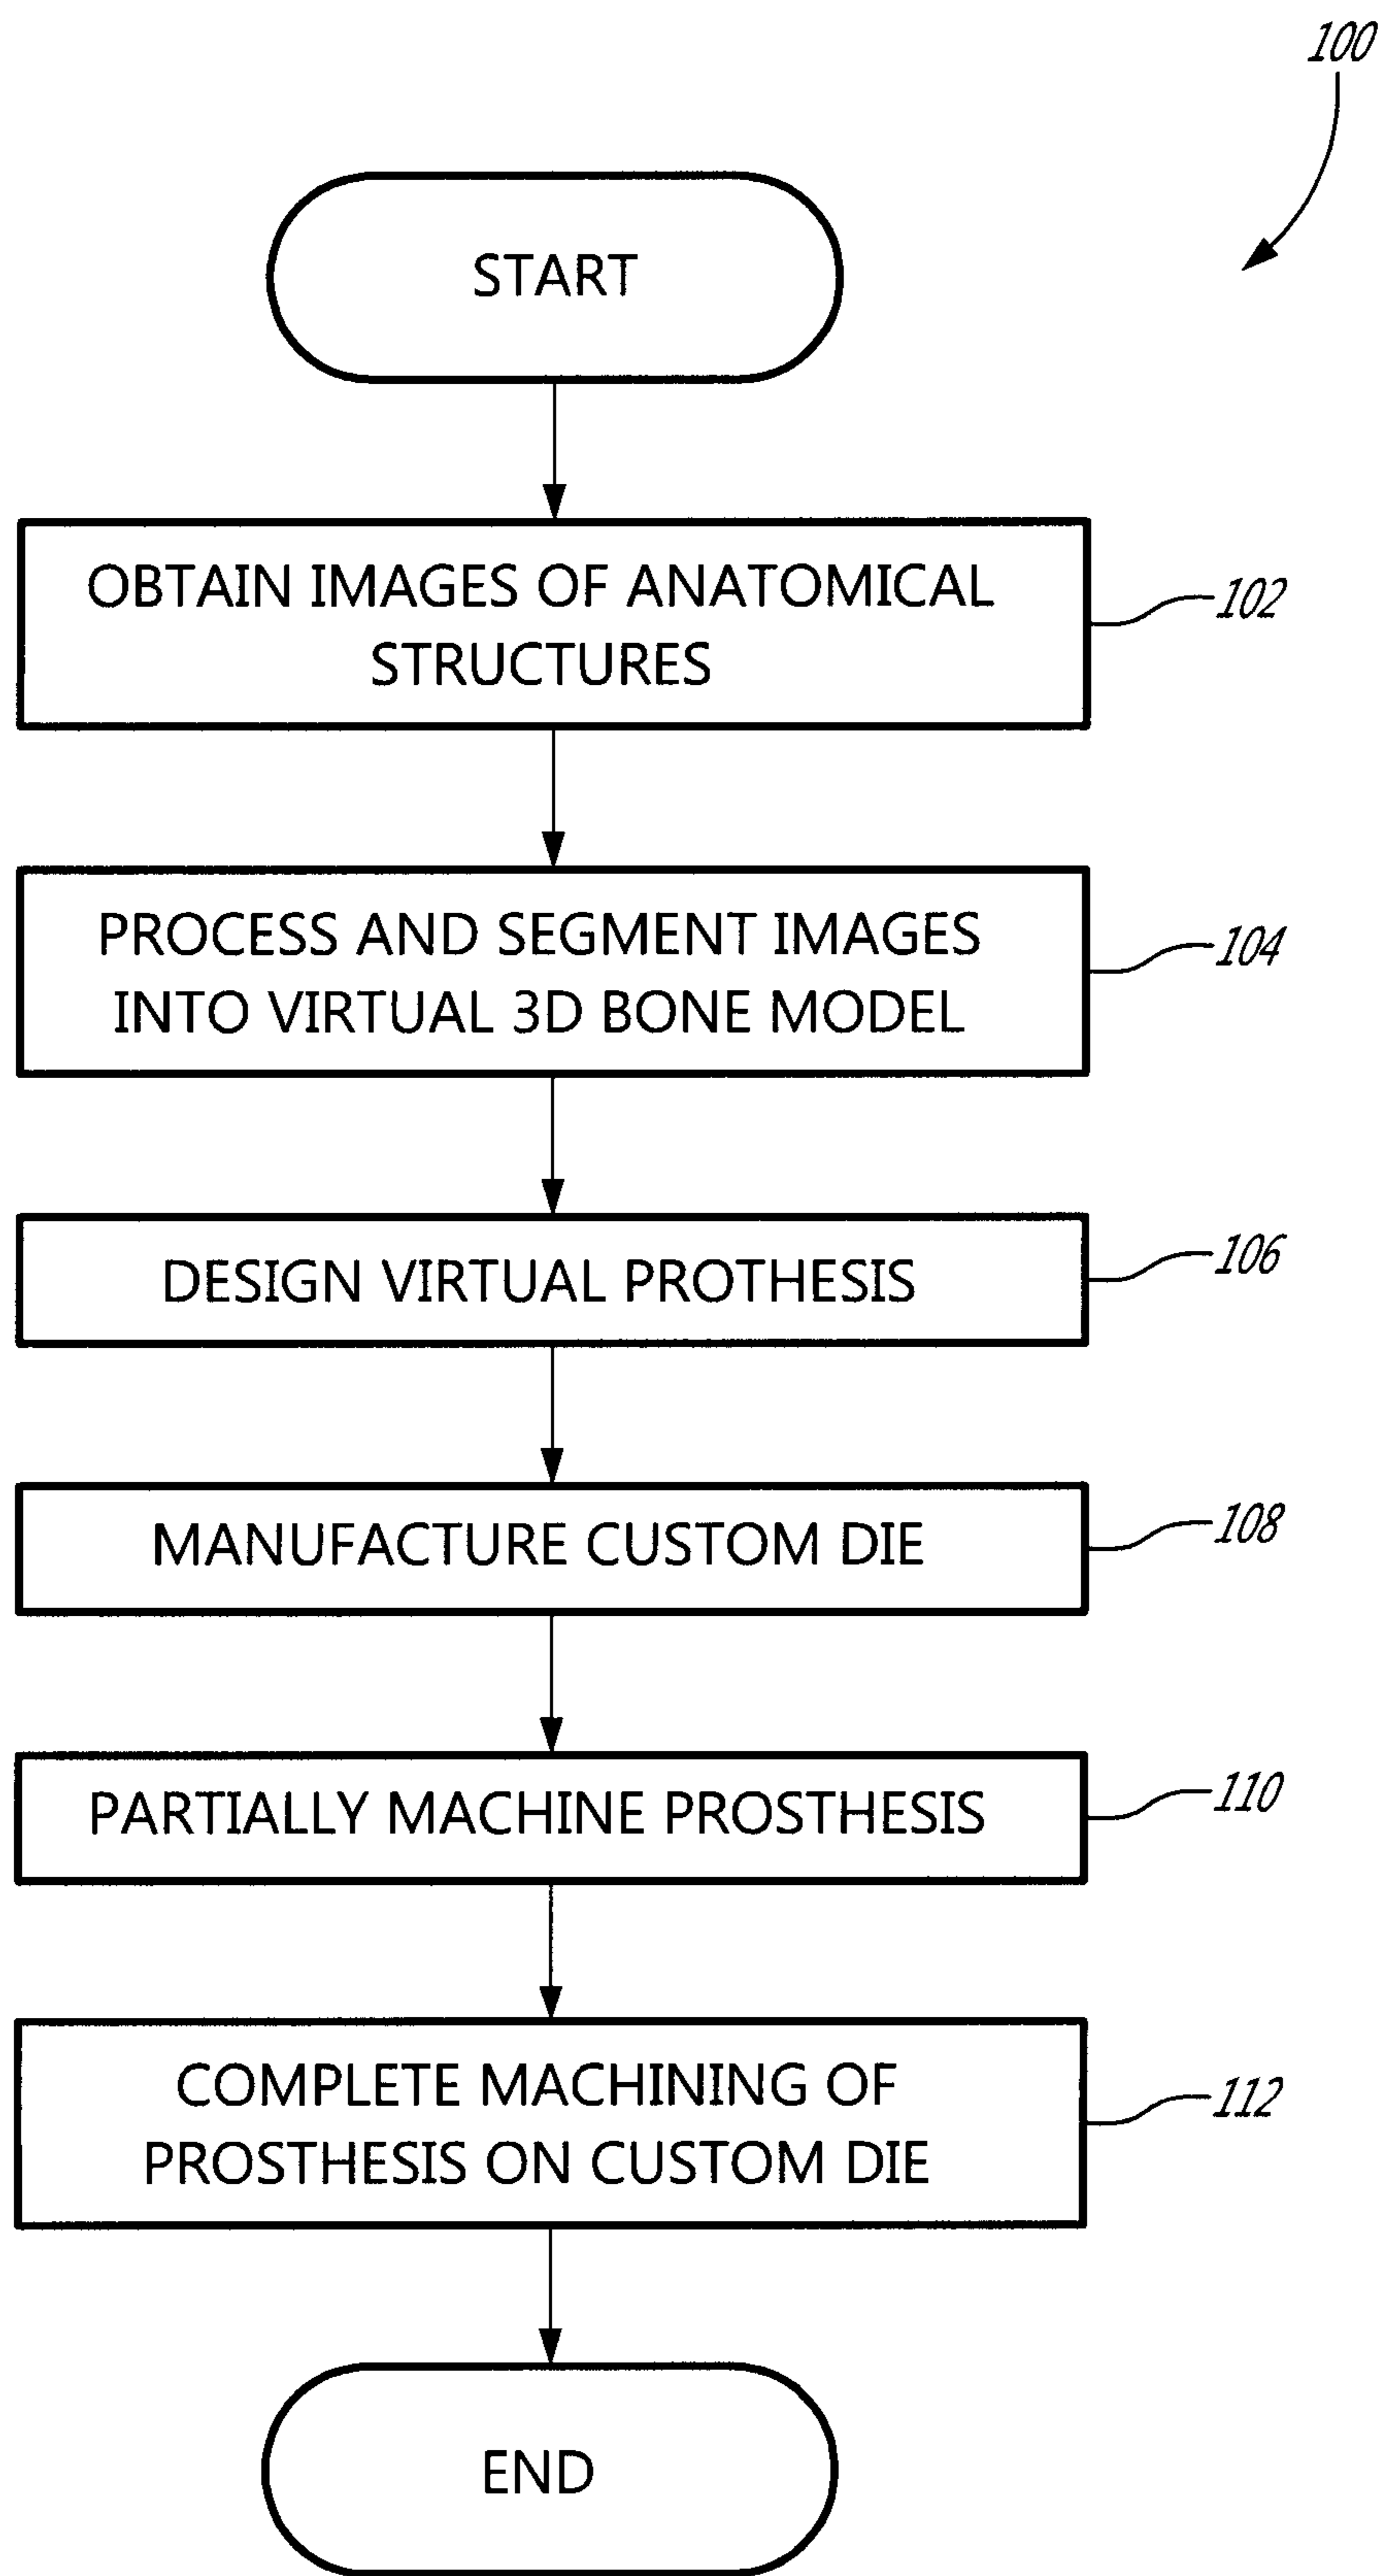 100
START
OBTAIN IMAGES OF ANATOMICAL
STRUCTURES
102
PROCESS AND SEGMENT IMAGES
INTO VIRTUAL 3D BONE MODEL
104
DESIGN VIRTUAL PROTHESIS
106
MANUFACTURE CUSTOM DIE
108
PARTIALLY MACHINE PROSTHESIS
110
COMPLETE MACHINING OF
PROSTHESIS ON CUSTOM DIE
112
END